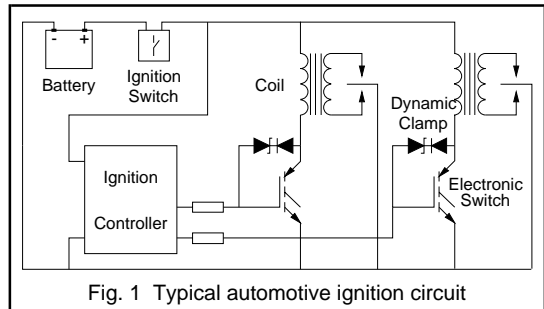 - +
Battery
Ignition
Switch
Coil
Dynamic
Clamp
Ignition
Controller
Electronic
Switch
Fig. 1 Typical automotive ignition circuit